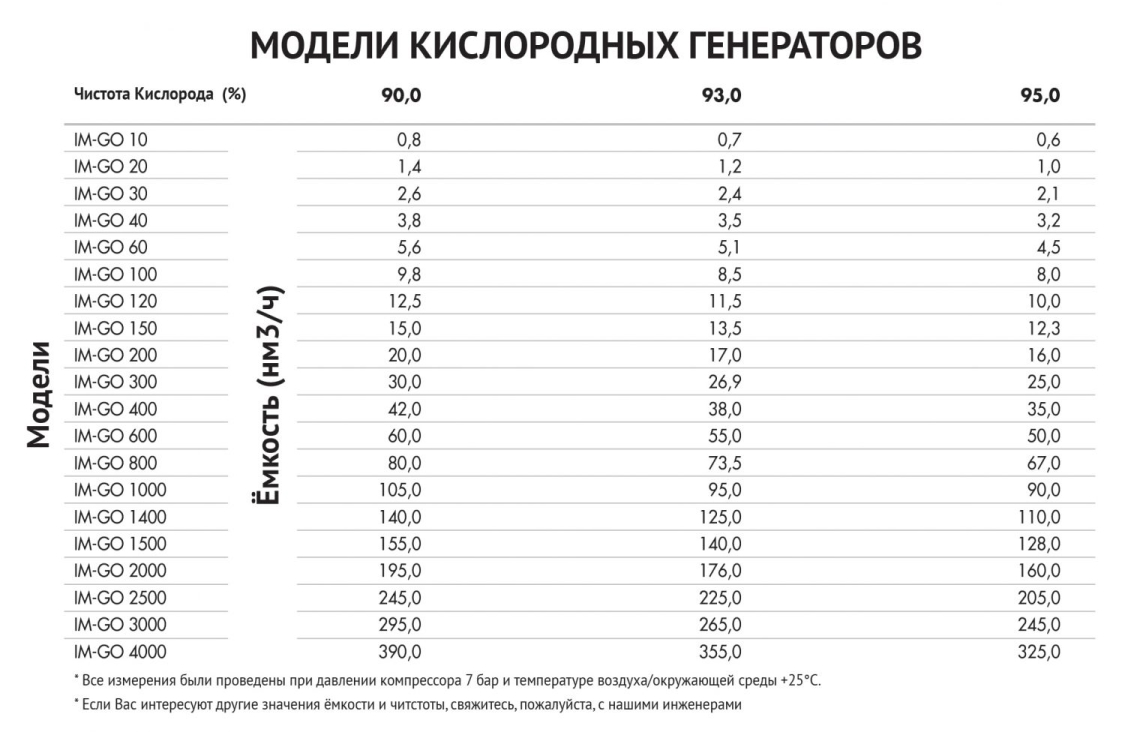 МОДЕЛИ КИСЛОРОДНЫХ ГЕНЕРАТОРОВ
Чистота Кислорода (%) 90,0 93,0 95,0
Модели
Ёмкость (нм3/ч)
IM-GO 10 0,8 0,7 0,6
IM-GO 20 1,4 1,2 1,0
IM-GO 30 2,6 2,4 2,1
IM-GO 40 3,8 3,5 3,2
IM-GO 60 5,6 5,1 4,5
IM-GO 100 9,8 8,5 8,0
IM-GO 120 12,5 11,5 10,0
IM-GO 150 15,0 13,5 12,3
IM-GO 200 20,0 17,0 16,0
IM-GO 300 30,0 26,9 25,0
IM-GO 400 42,0 38,0 35,0
IM-GO 600 60,0 55,0 50,0
IM-GO 800 80,0 73,5 67,0
IM-GO 1000 105,0 95,0 90,0
IM-GO 1400 140,0 125,0 110,0
IM-GO 1500 155,0 140,0 128,0
IM-GO 2000 195,0 176,0 160,0
IM-GO 2500 245,0 225,0 205,0
IM-GO 3000 295,0 265,0 245,0
IM-GO 4000 390,0 355,0 325,0
* Все измерения были проведены при давлении компрессора 7 бар и температуре воздуха/окружающей среды +25°С.
* Если Вас интересуют другие значения ёмкости и читстоты, свяжитесь, пожалуйста, с нашими инженерами